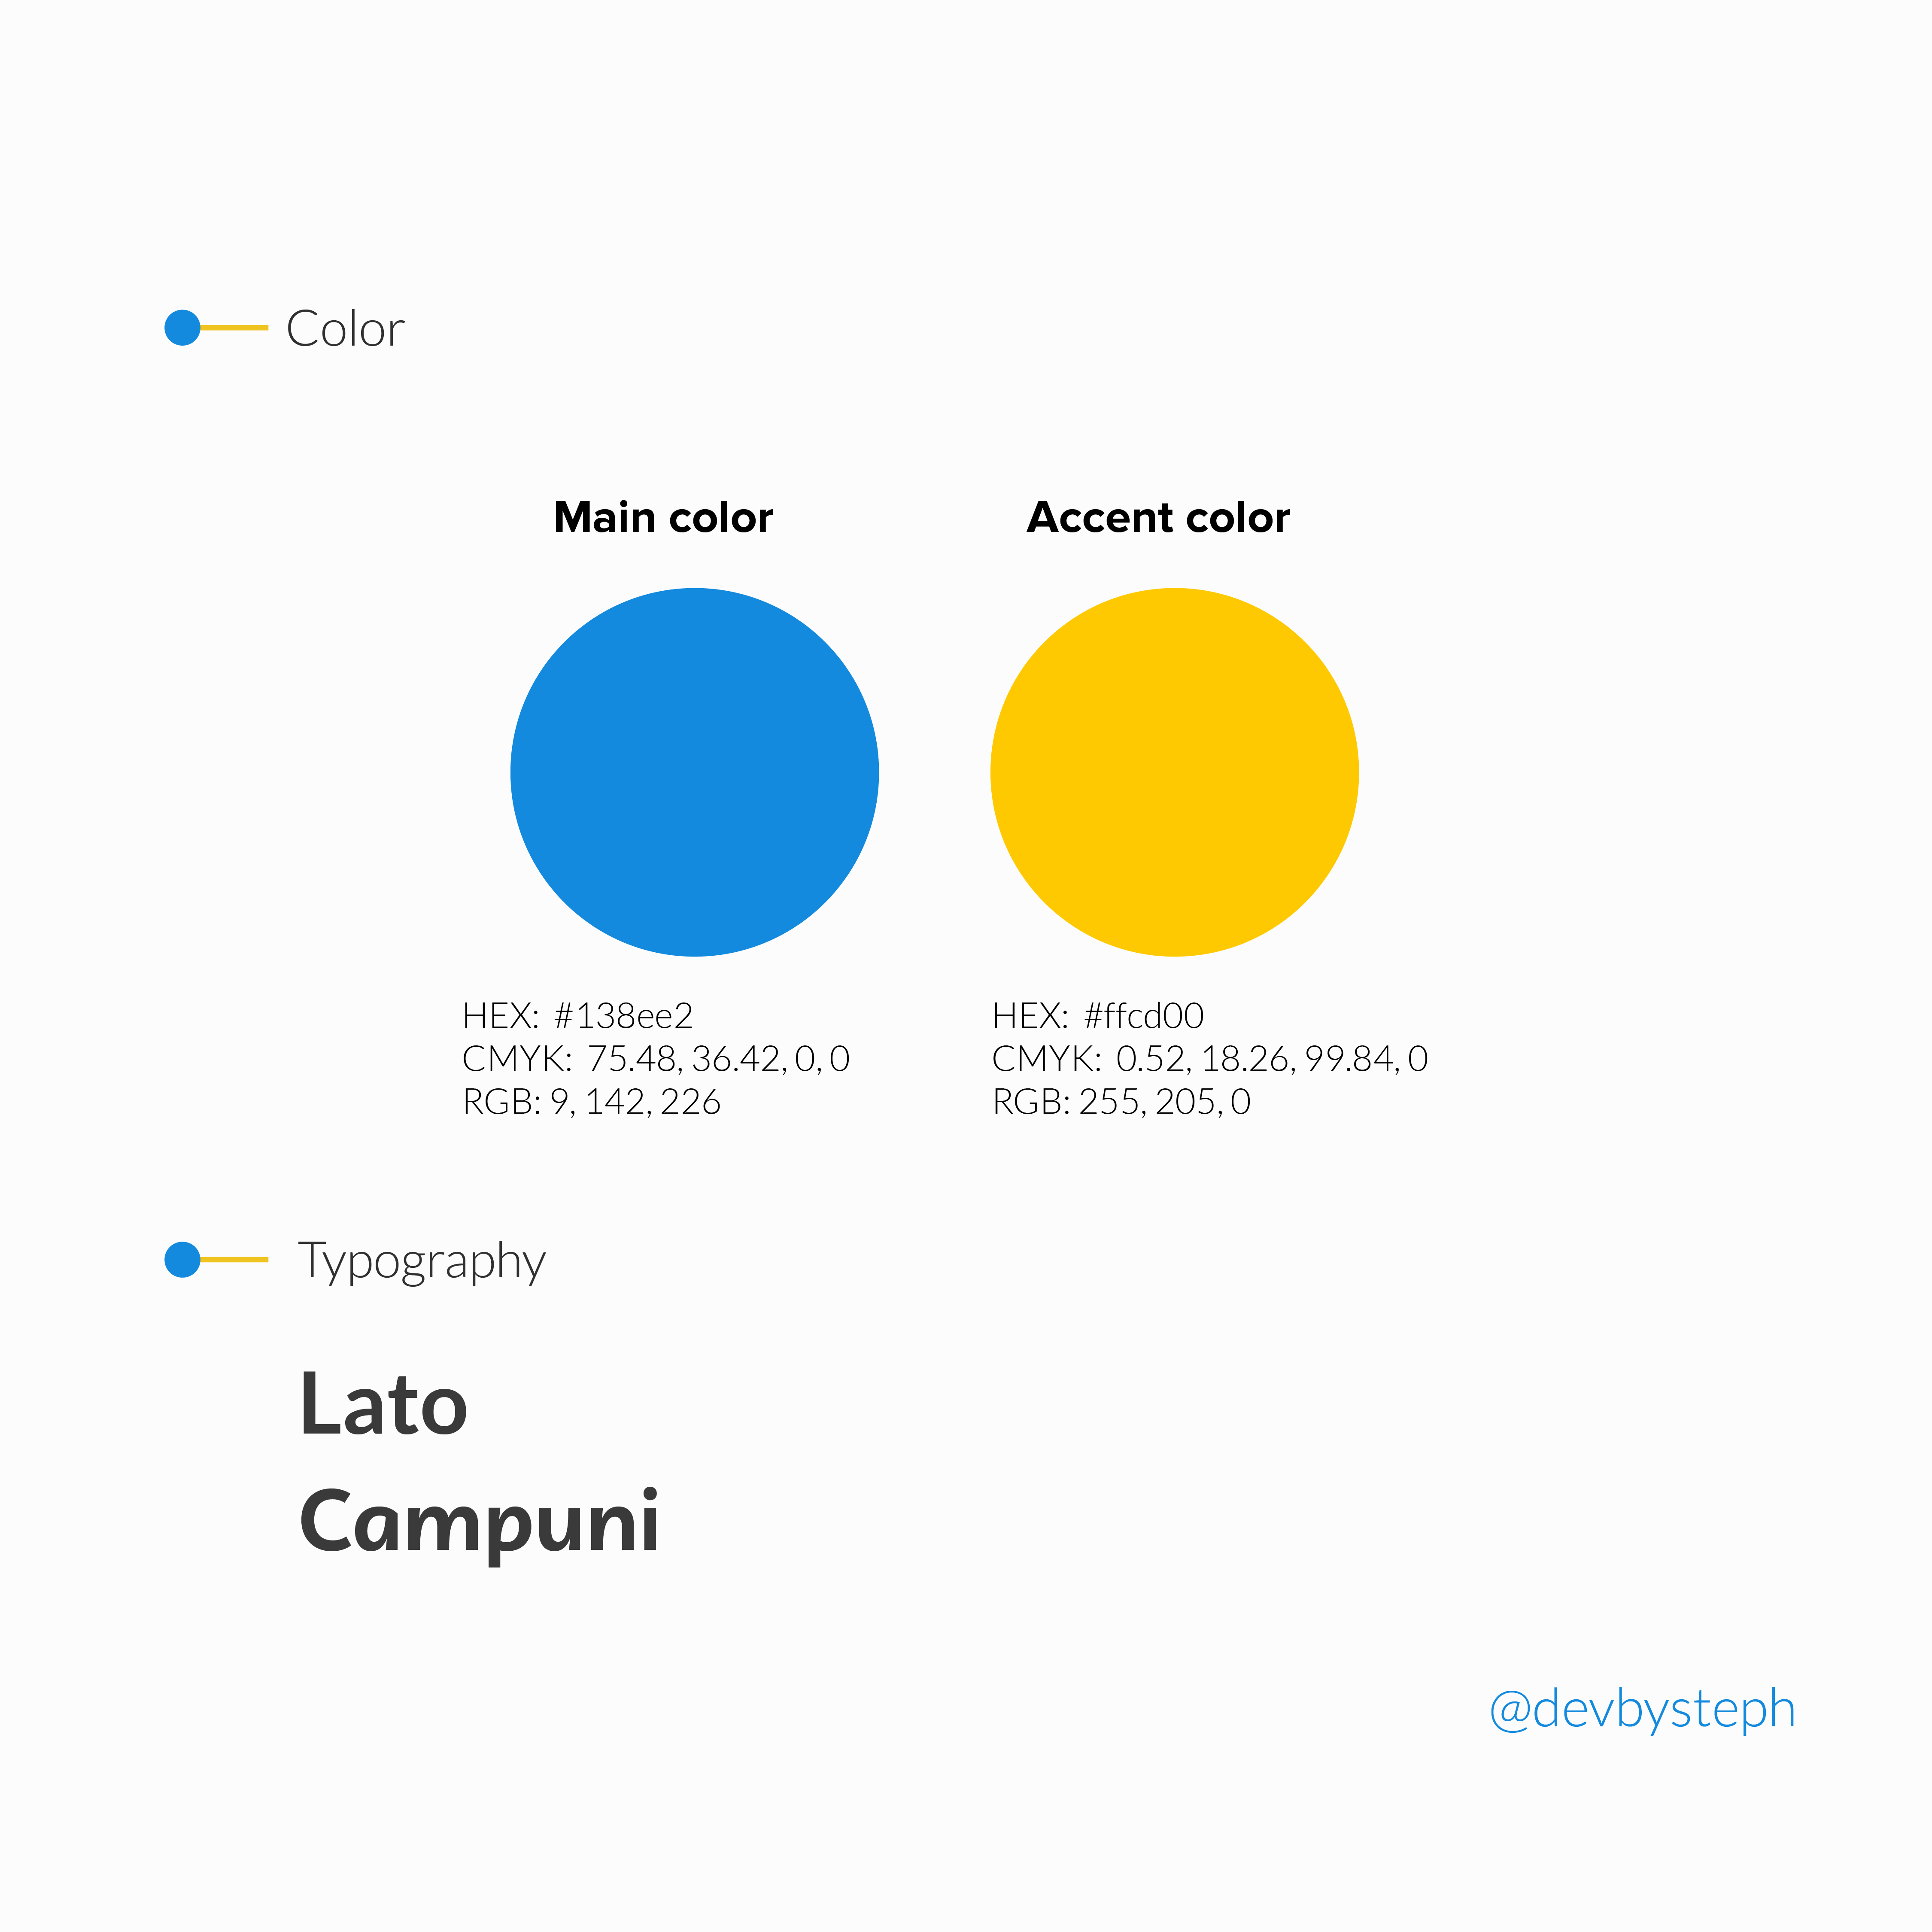 Color
Main color
Accent color
HEX: #138ee2
CMYK: 75.48, 36.42, 0, 0
RGB: 9, 142, 226
HEX: #ffcd00
CMYK: 0.52, 18.26, 99.84, 0
RGB: 255, 205, 0
Typography
Lato
Campuni
@devbysteph